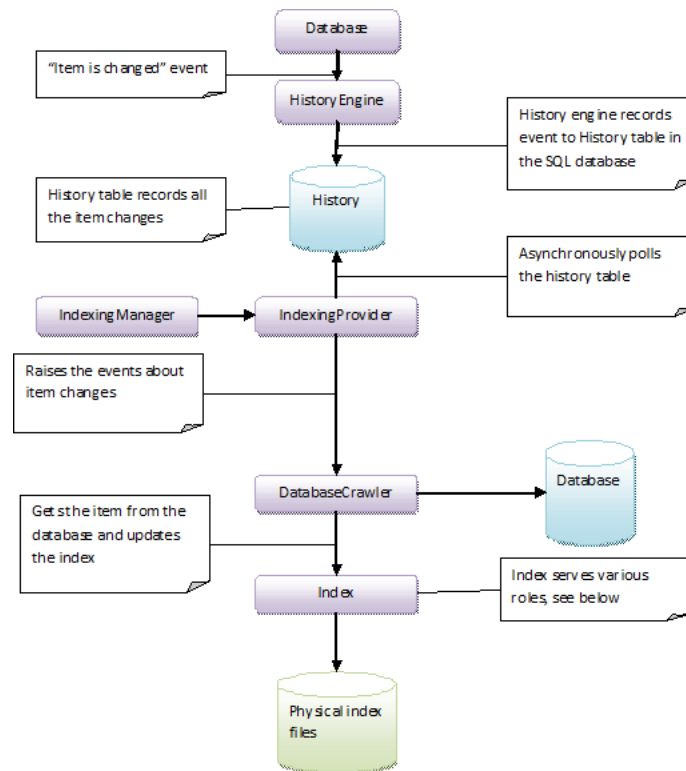 Database
“Item is changed” event
HistoryEngine
History engine records
event to History table in
the SQL database
History table records all
the item changes
History
Asynchronously polls
the history table
IndexingManager
IndexingProvider
Raises the events about
item changes
DatabaseCrawler
Database
Gets the item from the
database and updates
the index
Index
Index serves various
roles, see below
Physical index
files